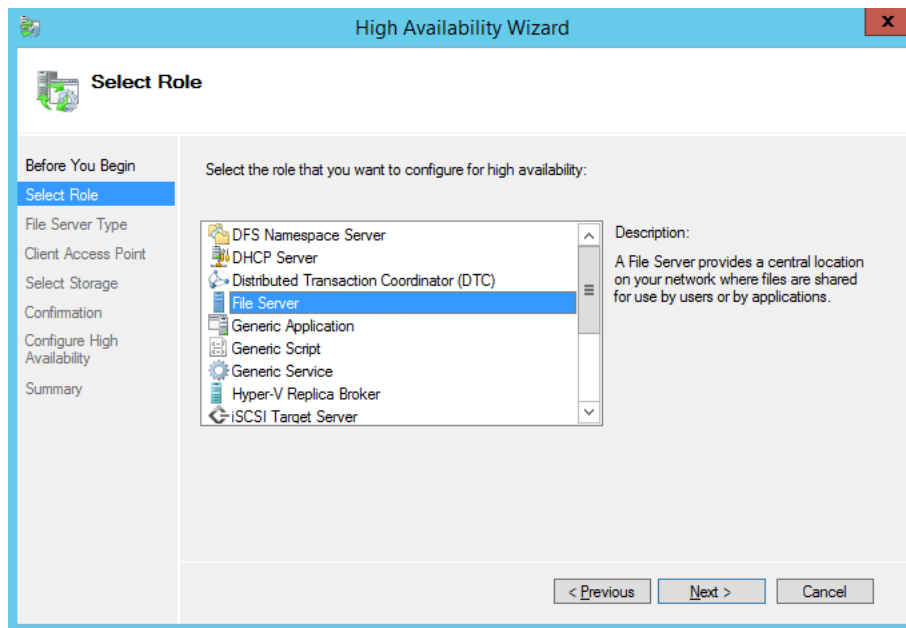 High Availability Wizard
x
Select Role
Before You Begin
Select Role
File Server Type
Client Access Point
Select Storage
Confirmation
Configure High
Availability
Summary
Select the role that you want to configure for high availability:
DFS Namespace Server
DHCP Server
Distributed Transaction Coordinator (DTC)
File Server
Generic Application
Generic Script
Generic Service
Hyper-V Replica Broker
iSCSI Target Server
Description:
A File Server provides a central location
on your network where files are shared
for use by users or by applications.
< Previous
Next >
Cancel